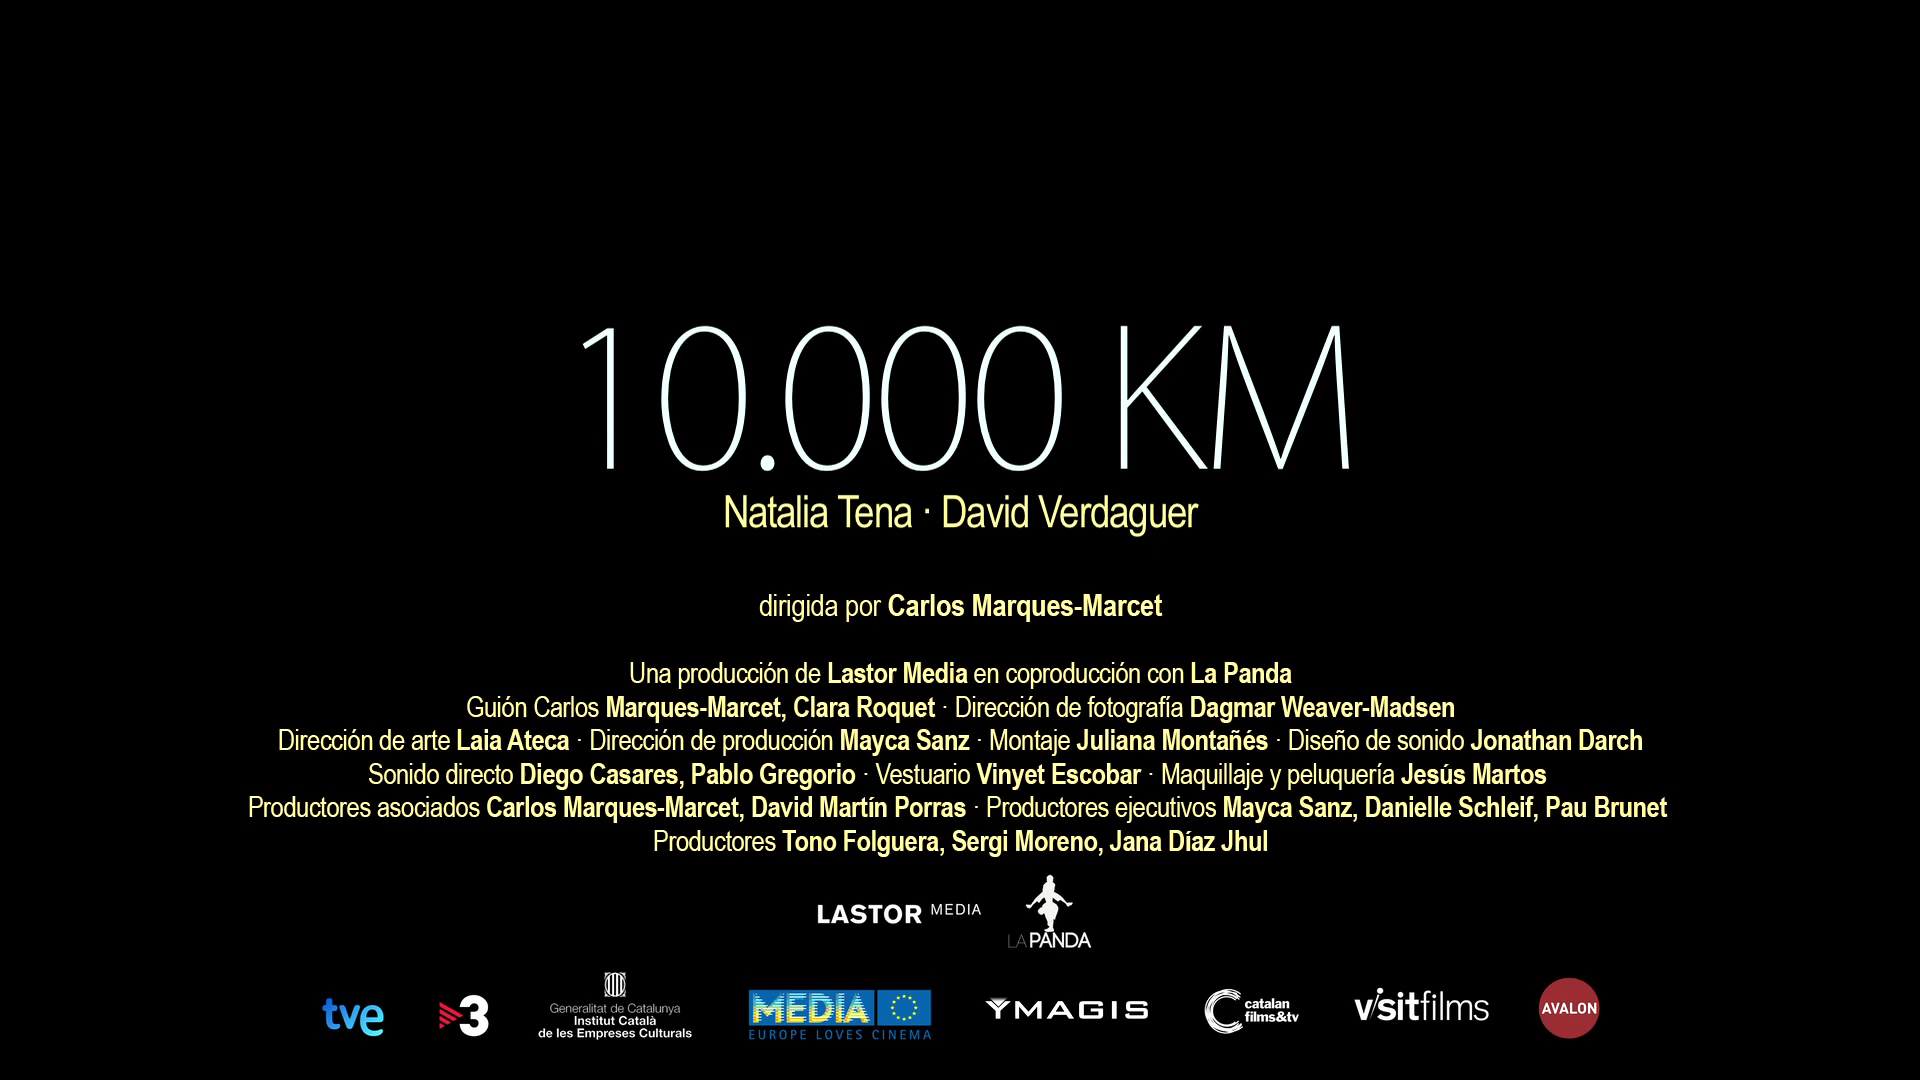 10.000 KM
Natalia Tena · David Verdaguer
dirigida por Carlos Marques-Marcet
Una producción de Lastor Media en coproducción con La Panda
Guión Carlos Marques-Marcet, Clara Roquet · Dirección de fotografía Dagmar Weaver-Madsen
Dirección de arte Laia Ateca · Dirección de producción Mayca Sanz · Montaje Juliana Montañés · Diseño de sonido Jonathan Darch
Sonido directo Diego Casares, Pablo Gregorio · Vestuario Vinyet Escobar · Maquillaje y peluquería Jesús Martos
Productores asociados Carlos Marques-Marcet, David Martín Porras · Productores ejecutivos Mayca Sanz, Danielle Schleif, Pau Brunet
Productores Tono Folguera, Sergi Moreno, Jana Díaz Jhul
LASTOR MEDIA
LA PANDA
tve
3
Generalitat de Catalunya
Institut Català
de les Empreses Culturals
MEDIA
EUROPE LOVES CINEMA
YMAGIS
catalan
films&tv
visitfilms
AVALON